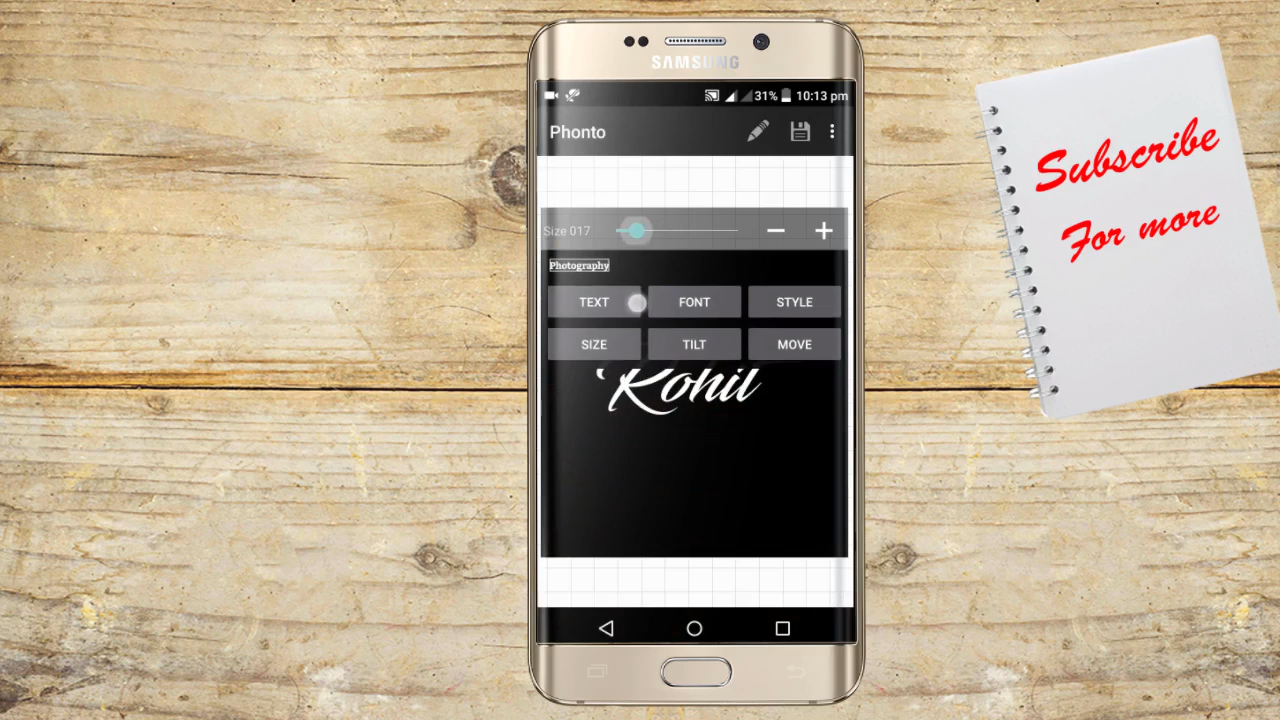 SAMSUNG
31% 10:13 pm
Phonto
Size 017
Photography
TEXT FONT STYLE
SIZE TILT MOVE
Rohil
Subscribe
For more